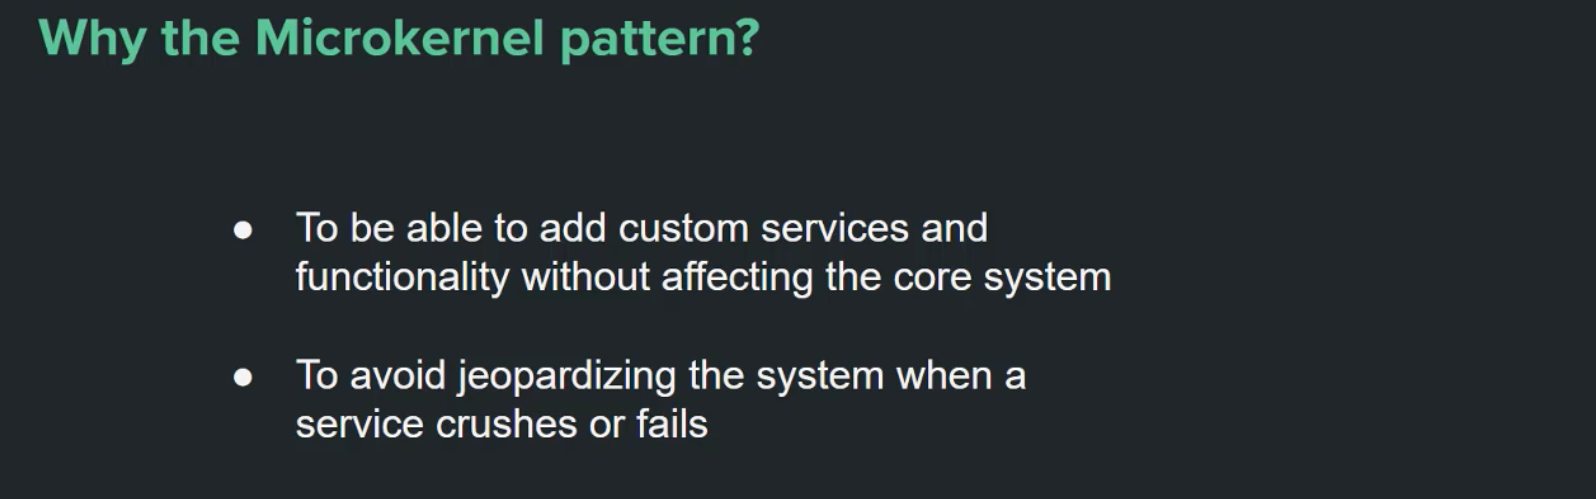 Why the Microkernel pattern?
● To be able to add custom services and
functionality without affecting the core system
● To avoid jeopardizing the system when a
service crushes or fails